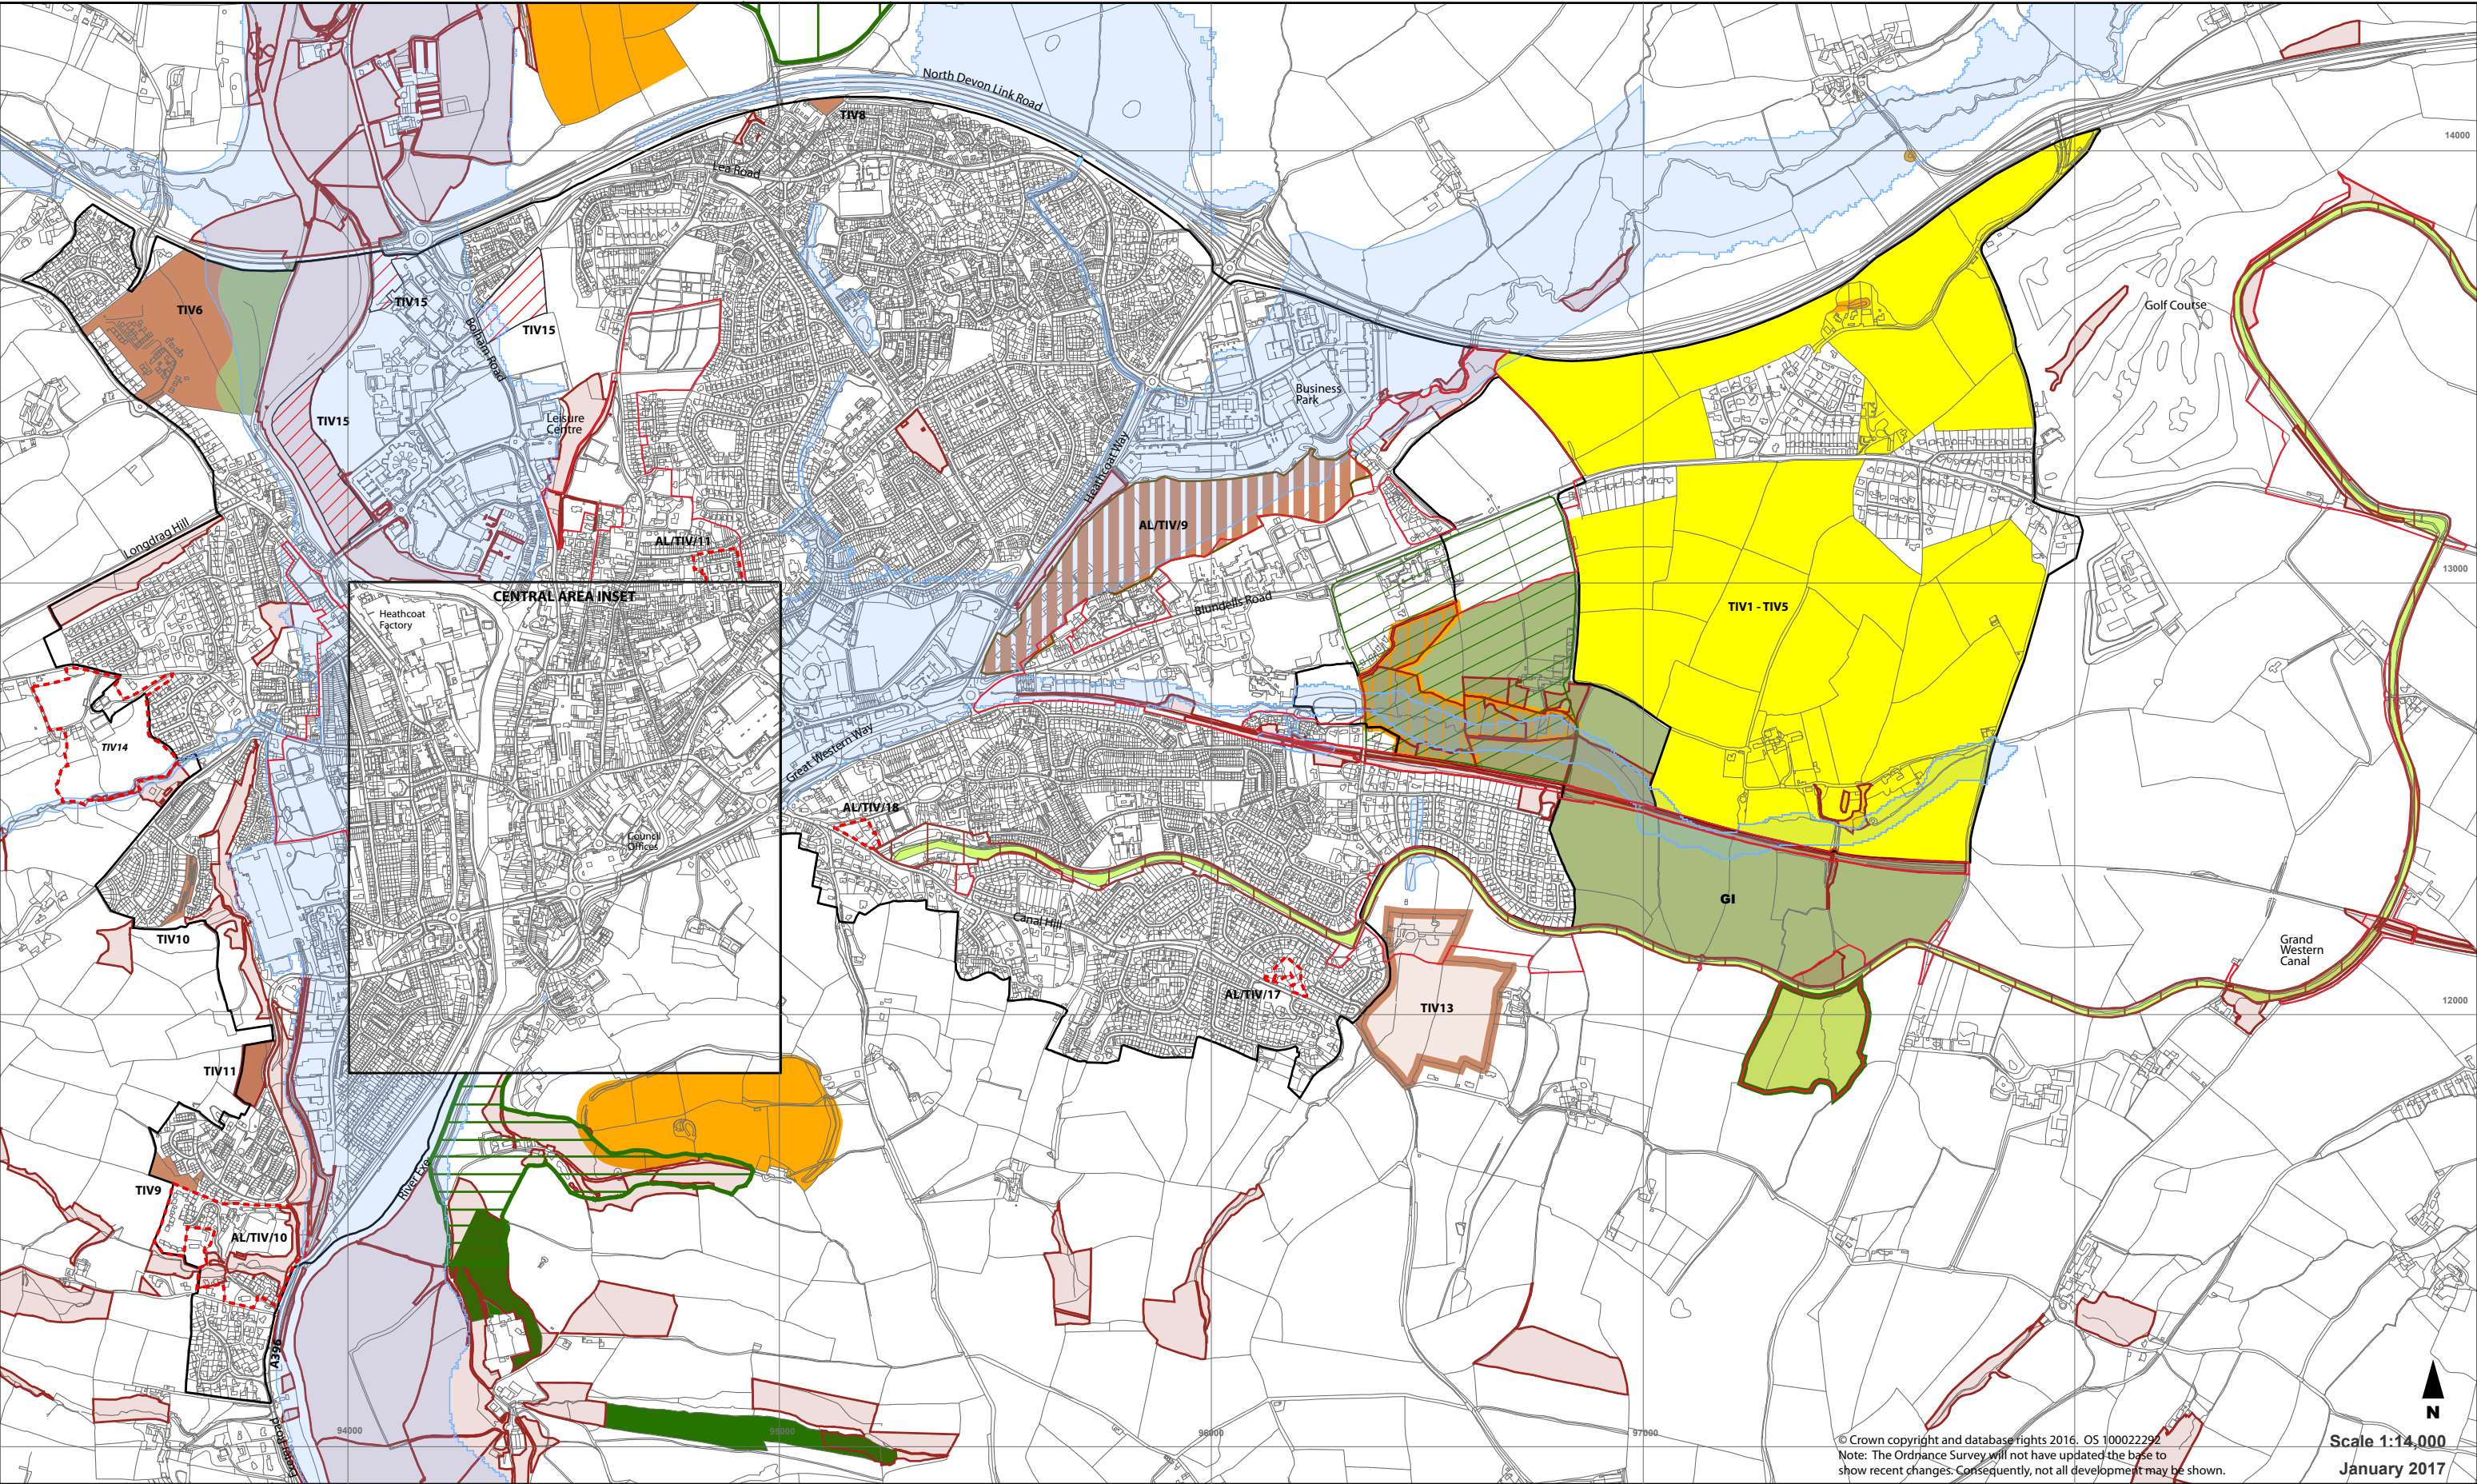 North Devon Link Road
TIV8
14000
Lea Road
TIV6
TIV15
TIV15
Bolham Road
Golf Course
Business
Park
TIV15
Leisure
Centre
Heathcoat Way
Longdrag Hill
AL/TIV/9
AL/TIV/11
13000
CENTRAL AREA INSET
Blundells Road
TIV1 - TIV5
Heathcoat
Factory
TIV14
Great Western Way
AL/TIV/18
Council
Offices
GI
Canal Hill
TIV10
Grand
Western
Canal
AL/TIV/17
12000
TIV13
TIV11
River Exe
TIV9
AL/TIV/10
A396
Exeter Road
94000
95000
96000
97000
N
© Crown copyright and database rights 2016. OS 100022292
Note: The Ordnance Survey will not have updated the base to
show recent changes. Consequently, not all development may be shown.
Scale 1:14,000
January 2017